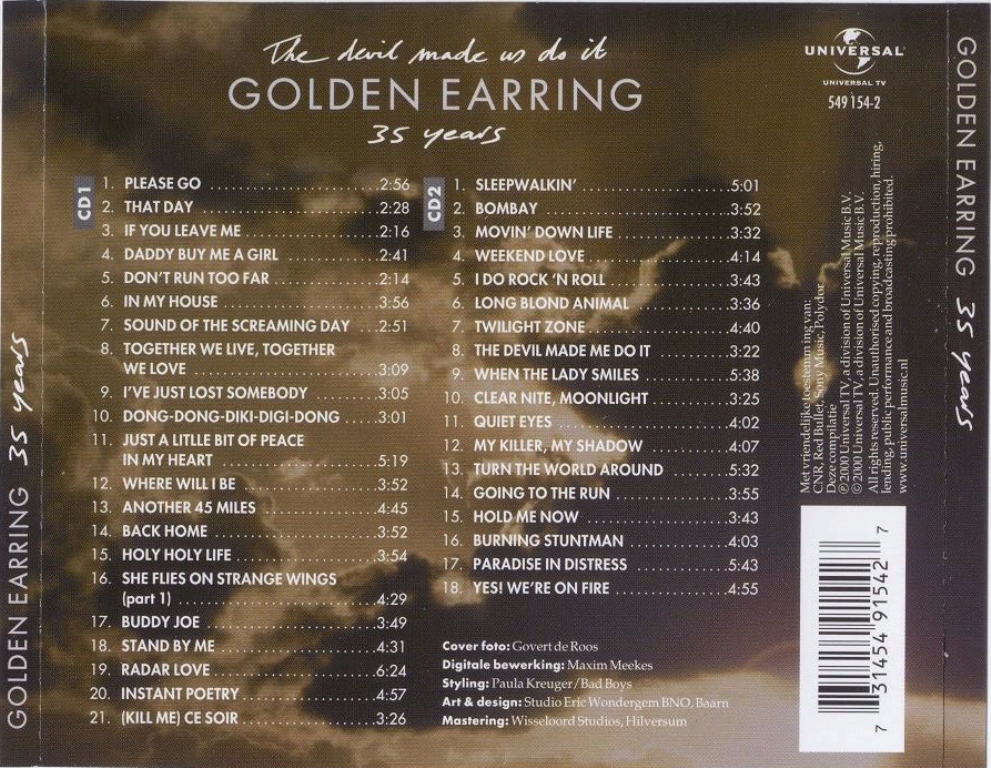 The devil made us do it
GOLDEN EARRING
35 years
UNIVERSAL
UNIVERSAL TV
549 154-2
CD1
1. PLEASE GO ..... 2:56
2. THAT DAY ..... 2:28
3. IF YOU LEAVE ME ..... 2:16
4. DADDY BUY ME A GIRL ..... 2:41
5. DON'T RUN TOO FAR ..... 2:14
6. IN MY HOUSE ..... 3:56
7. SOUND OF THE SCREAMING DAY ... 2:51
8. TOGETHER WE LIVE, TOGETHER
WE LOVE ..... 3:09
9. I'VE JUST LOST SOMEBODY ..... 3:05
10. DONG-DONG-DIKI-DIGI-DONG ..... 3:01
11. JUST A LITLLE BIT OF PEACE
IN MY HEART ..... 5:19
12. WHERE WILL I BE ..... 3:52
13. ANOTHER 45 MILES ..... 4:45
14. BACK HOME ..... 3:52
15. HOLY HOLY LIFE ..... 3:54
16. SHE FLIES ON STRANGE WINGS
(part 1) ..... 4:29
17. BUDDY JOE ..... 3:49
18. STAND BY ME ..... 4:31
19. RADAR LOVE ..... 6:24
20. INSTANT POETRY ..... 4:57
21. (KILL ME) CE SOIR ..... 3:26
CD2
1. SLEEPWALKIN' ..... 5:01
2. BOMBAY ..... 3:52
3. MOVIN' DOWN LIFE ..... 3:32
4. WEEKEND LOVE ..... 4:14
5. I DO ROCK 'N ROLL ..... 3:43
6. LONG BLOND ANIMAL ..... 3:36
7. TWILIGHT ZONE ..... 4:40
8. THE DEVIL MADE ME DO IT ..... 3:22
9. WHEN THE LADY SMILES ..... 5:38
10. CLEAR NITE, MOONLIGHT ..... 3:25
11. QUIET EYES ..... 4:02
12. MY KILLER, MY SHADOW ..... 4:07
13. TURN THE WORLD AROUND ..... 5:32
14. GOING TO THE RUN ..... 3:55
15. HOLD ME NOW ..... 3:43
16. BURNING STUNTMAN ..... 4:03
17. PARADISE IN DISTRESS ..... 5:43
18. YES! WE'RE ON FIRE ..... 4:55
Cover foto: Govert de Roos
Digitale bewerking: Maxim Meekes
Styling: Paula Kreuger/Bad Boys
Art & design: Studio Eric Wondergem BNO, Baarn
Mastering: Wisseloord Studios, Hilversum
Met vriendelijke toestemming van:
CNR, Red Bullet, Sony Music, Polydor
Deze compilatie
℗ 2000 Universal TV, a division of Universal Music B.V.
© 2000 Universal TV, a division of Universal Music B.V.
All rights reserved. Unauthorised copying, reproduction, hiring,
lending, public performance and broadcasting prohibited.
www.universalmusic.nl
7 31454 91542 7
GOLDEN EARRING 35 years
GOLDEN EARRING 35 years